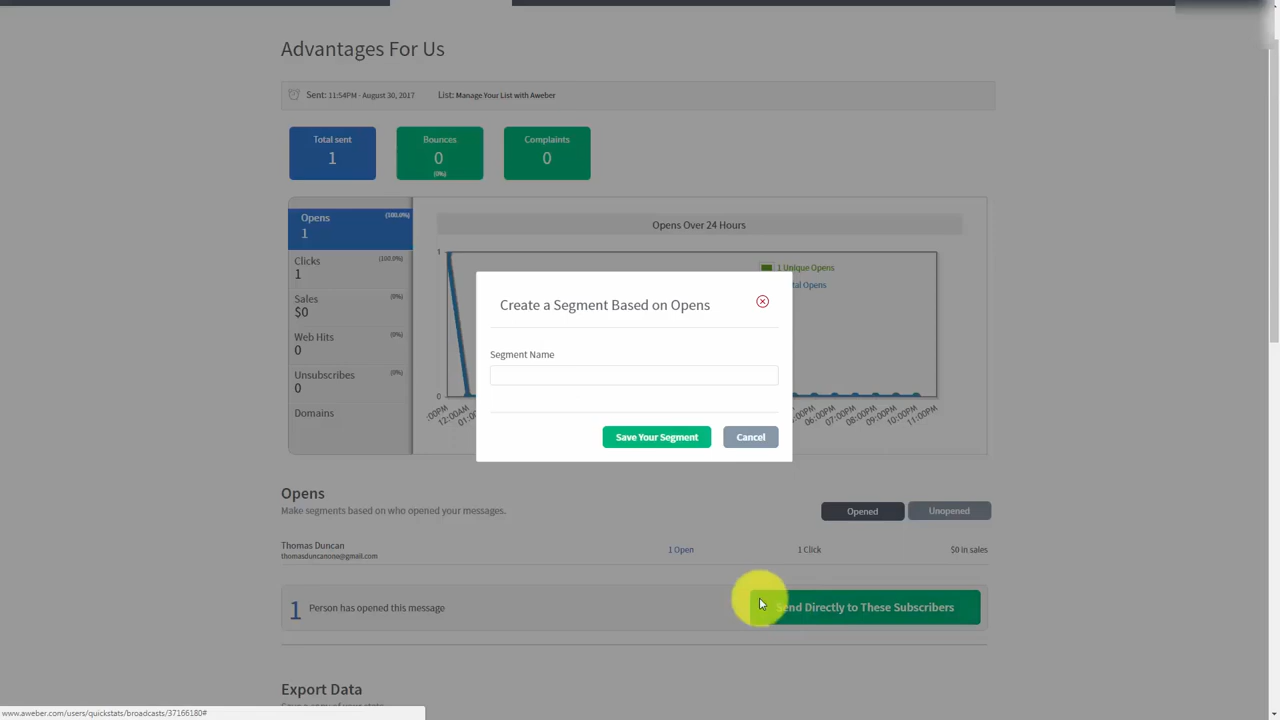 Advantages For Us
Sent: 11:54PM - August 30, 2017 List: Manage Your List with Aweber
Total sent
1
Bounces
0
(0%)
Complaints
0
Opens (100.0%)
1
Clicks (100.0%)
1
Sales (0%)
$0
Web Hits (0%)
0
Unsubscribes (0%)
0
Domains
Opens Over 24 Hours
1
0
1 Unique Opens
tal Opens
:00PM
12:00AM
01:00
:00PM
06:00PM
07:00PM
08:00PM
09:00PM
10:00PM
11:00PM
Create a Segment Based on Opens
Segment Name
Save Your Segment
Cancel
Opens
Make segments based on who opened your messages.
Opened
Unopened
Thomas Duncan
thomasduncanone@gmail.com
1 Open
1 Click
$0 in sales
1 Person has opened this message
Send Directly to These Subscribers
Export Data
www.aweber.com/users/quickstats/broadcasts/37166180#